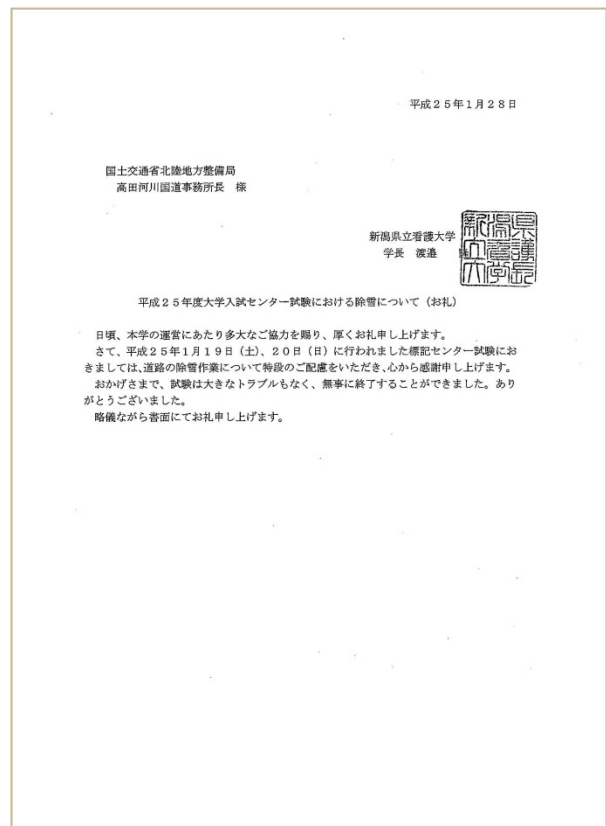 平成25年1月28日
国土交通省北陸地方整備局
高田河川国道事務所長 様
新潟県立看護大学
学長 渡邉
新潟県立看護大学長
平成25年度大学入試センター試験における除雪について（お礼）
日頃、本学の運営にあたり多大なご協力を賜り、厚くお礼申し上げます。
さて、平成25年1月19日（土）、20日（日）に行われました標記センター試験にお
きましては、道路の除雪作業について特段のご配慮をいただき、心から感謝申し上げます。
おかげさまで、試験は大きなトラブルもなく、無事に終了することができました。あり
がとうございました。
略儀ながら書面にてお礼申し上げます。